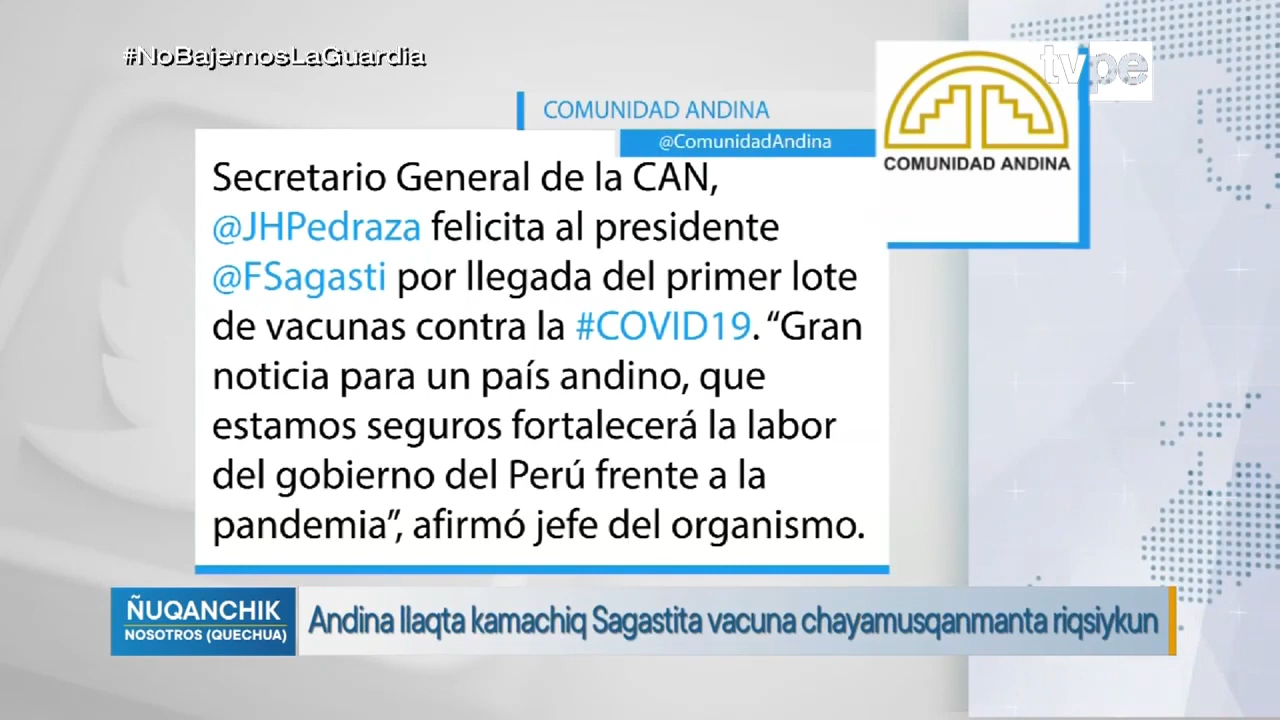 #NoBajemosLaGuardia
tvpe
COMUNIDAD ANDINA
@ComunidadAndina
COMUNIDAD ANDINA
Secretario General de la CAN,
@JHPedraza felicita al presidente
@FSagasti por llegada del primer lote
de vacunas contra la #COVID19. “Gran
noticia para un país andino, que
estamos seguros fortalecerá la labor
del gobierno del Perú frente a la
pandemia”, afirmó jefe del organismo.
ÑUQANCHIK
NOSOTROS (QUECHUA)
Andina llaqta kamachiq Sagastita vacuna chayamusqanmanta riqsiykun